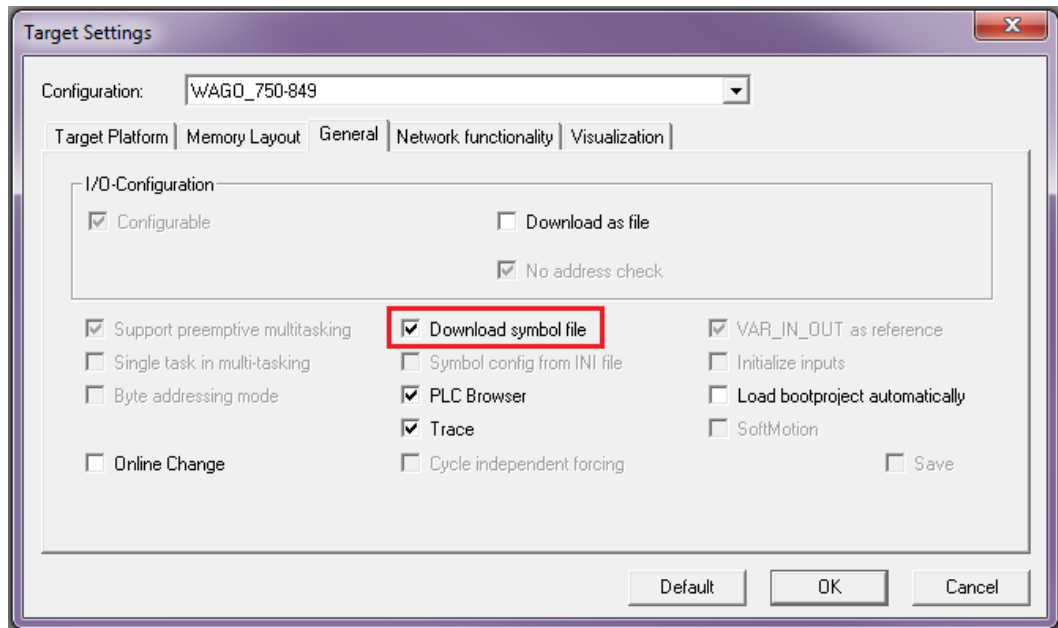 Target Settings
Configuration: WAGO_750-849
Target Platform Memory Layout General Network functionality Visualization
I/O-Configuration
Configurable Download as file
No address check
Support preemptive multitasking Download symbol file VAR_IN_OUT as reference
Single task in multi-tasking Symbol config from INI file Initialize inputs
Byte addressing mode PLC Browser Load bootproject automatically
Trace SoftMotion
Online Change Cycle independent forcing Save
Default OK Cancel